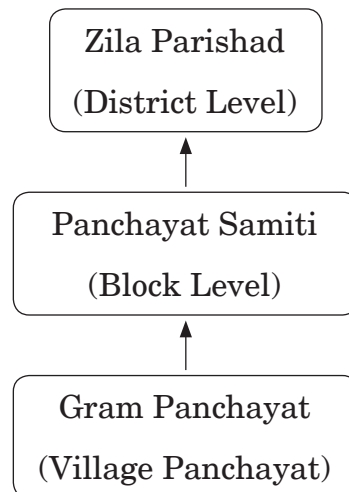 Zila Parishad
(District Level)
Panchayat Samiti
(Block Level)
Gram Panchayat
(Village Panchayat)